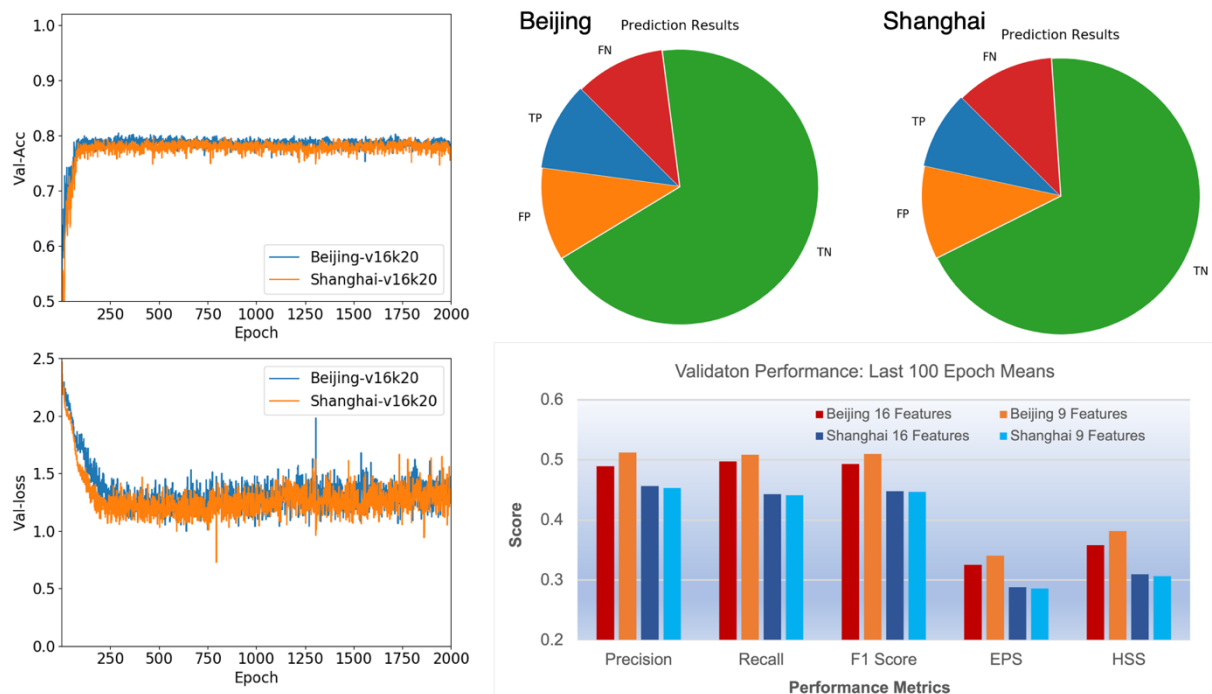 1.0
0.9
0.8
0.7
0.6
0.5
Val-Acc
Beijing-v16k20
Shanghai-v16k20
250 500 750 1000 1250 1500 1750 2000
Epoch
2.5
2.0
1.5
1.0
0.5
0.0
Val-loss
Beijing-v16k20
Shanghai-v16k20
250 500 750 1000 1250 1500 1750 2000
Epoch
Beijing
Prediction Results
FN
TP
FP
TN
Shanghai
Prediction Results
FN
TP
FP
TN
Validaton Performance: Last 100 Epoch Means
0.6
0.5
0.4
0.3
0.2
Score
Beijing 16 Features Beijing 9 Features
Shanghai 16 Features Shanghai 9 Features
Precision Recall F1 Score EPS HSS
Performance Metrics